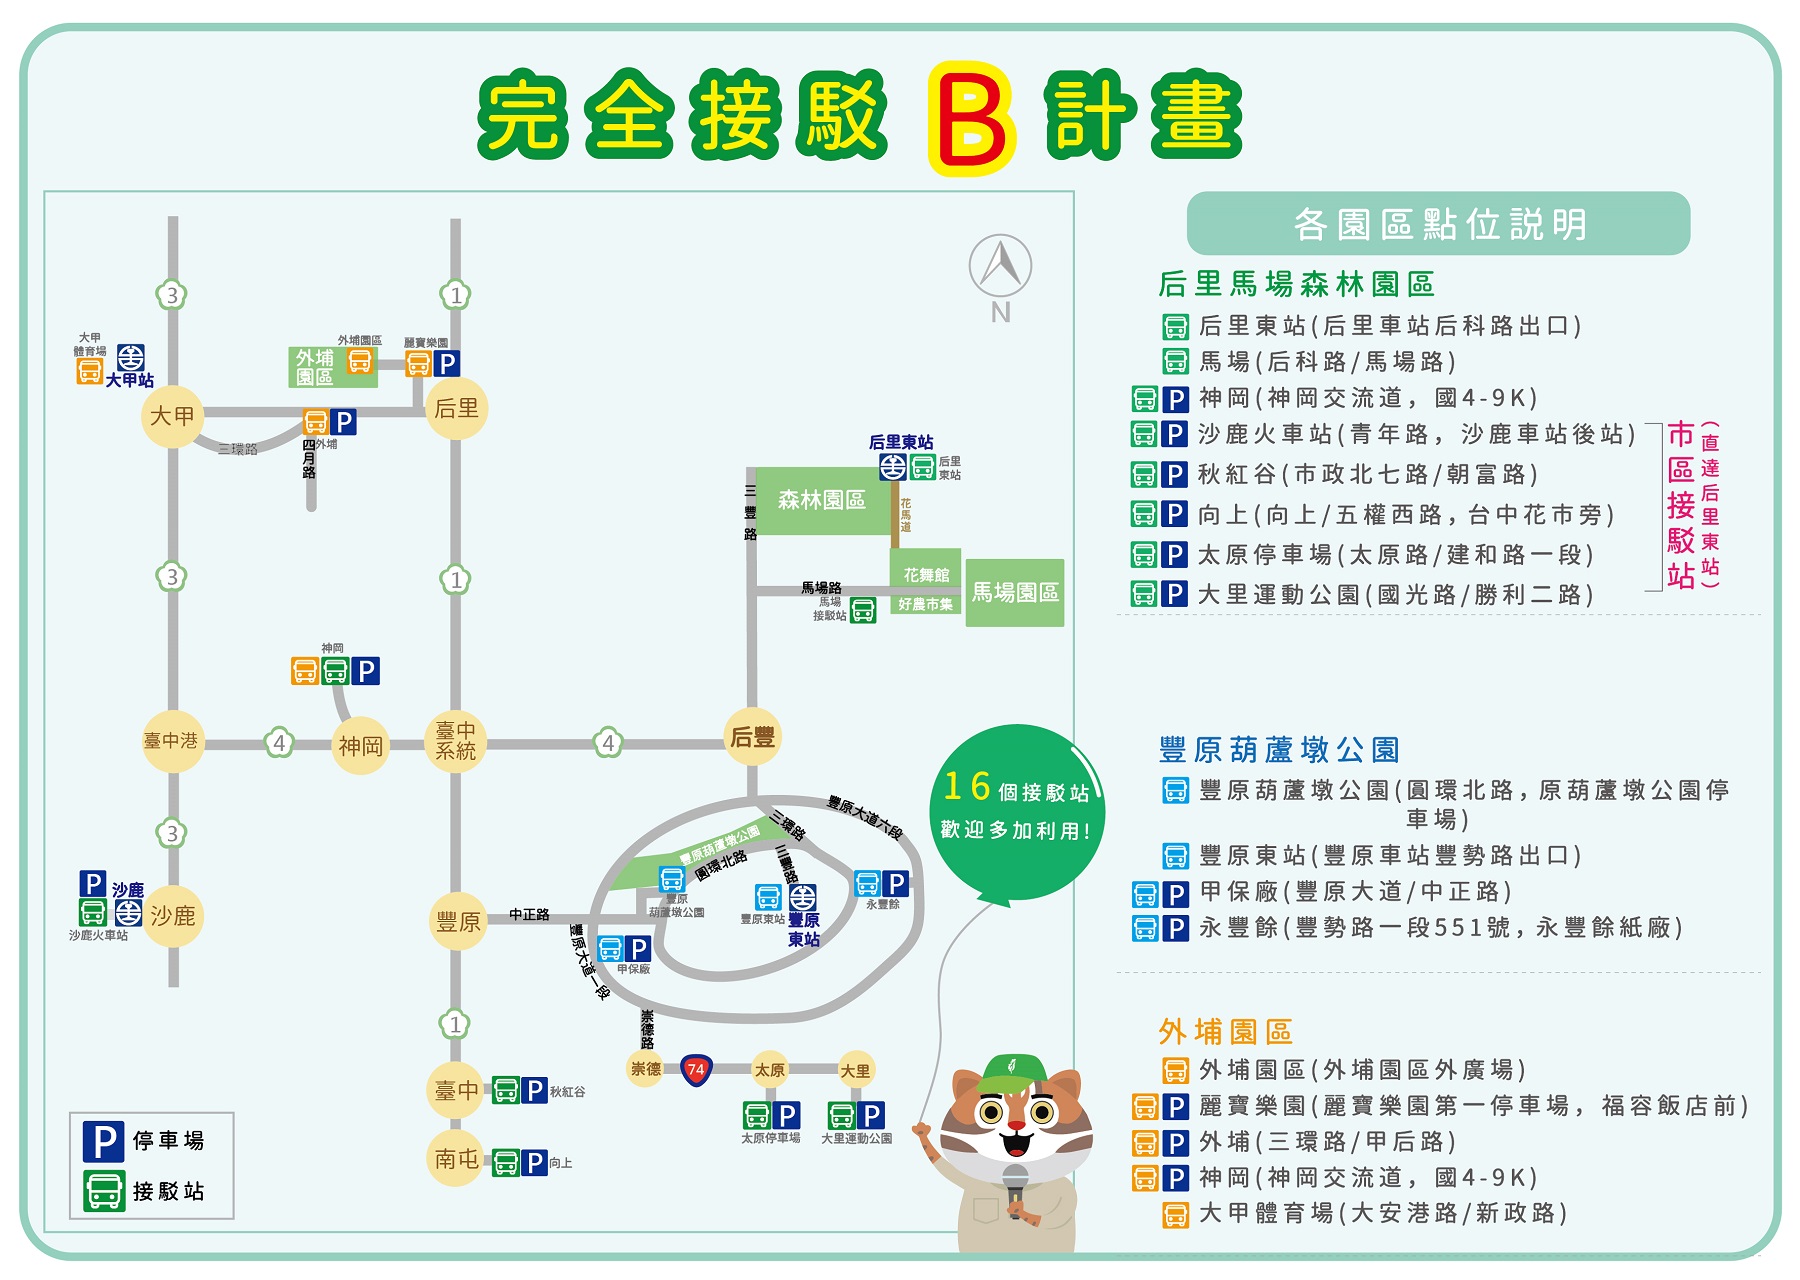 完全接駁B計畫
各園區點位説明
后里馬場森林園區
后里東站(后里車站后科路出口)
馬場(后科路/馬場路)
P 神岡(神岡交流道，國4-9K)
P 沙鹿火車站(青年路，沙鹿車站後站)
P 秋紅谷(市政北七路/朝富路)
P 向上(向上/五權西路，台中花市旁)
P 太原停車場(太原路/建和路一段)
P 大里運動公園(國光路/勝利二路)
市區接駁站
(直達后里東站)
豐原葫蘆墩公園
豐原葫蘆墩公園(圓環北路，原葫蘆墩公園停
車場)
豐原東站(豐原車站豐勢路出口)
P 甲保廠(豐原大道/中正路)
P 永豐餘(豐勢路一段551號，永豐餘紙廠)
外埔園區
外埔園區(外埔園區外廣場)
P 麗寶樂園(麗寶樂園第一停車場，福容飯店前)
P 外埔(三環路/甲后路)
P 神岡(神岡交流道，國4-9K)
大甲體育場(大安港路/新政路)
N
3
1
大甲
體育場
大甲站
外埔
園區
外埔園區
麗寶樂園
P
大甲
后里
P
外埔
三環路
四月路
后里東站
后里
東站
三豐路
森林園區
花馬道
花舞館
馬場路
好農市集
馬場園區
馬場
接駁站
3
1
神岡
P
臺中港
4
神岡
臺中
系統
4
后豐
16個接駁站
歡迎多加利用!
3
P
沙鹿
沙鹿火車站
沙鹿
豐原
中正路
豐原大道六段
三環路
豐原葫蘆墩公園
圓環北路
三豐路
豐原
葫蘆墩公園
豐原東站
豐原
東站
P
永豐餘
P
甲保廠
豐原大道一段
崇德路
1
崇德
74
太原
大里
臺中
P
秋紅谷
P
太原停車場
P
大里運動公園
南屯
P
向上
P 停車場
接駁站